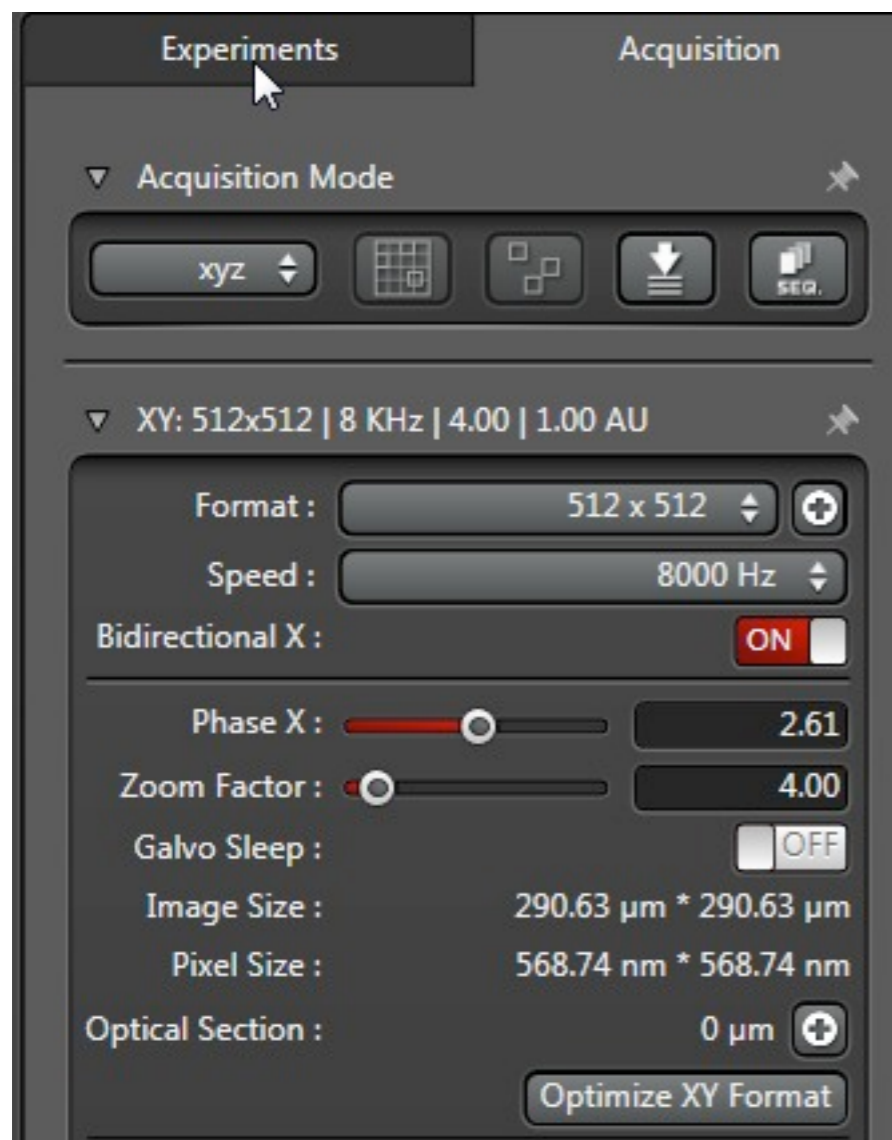 Experiments Acquisition
Acquisition Mode
xyz SEQ.
XY: 512x512 | 8 KHz | 4.00 | 1.00 AU
Format : 512 x 512
Speed : 8000 Hz
Bidirectional X : ON
Phase X : 2.61
Zoom Factor : 4.00
Galvo Sleep : OFF
Image Size : 290.63 µm * 290.63 µm
Pixel Size : 568.74 nm * 568.74 nm
Optical Section : 0 µm
Optimize XY Format